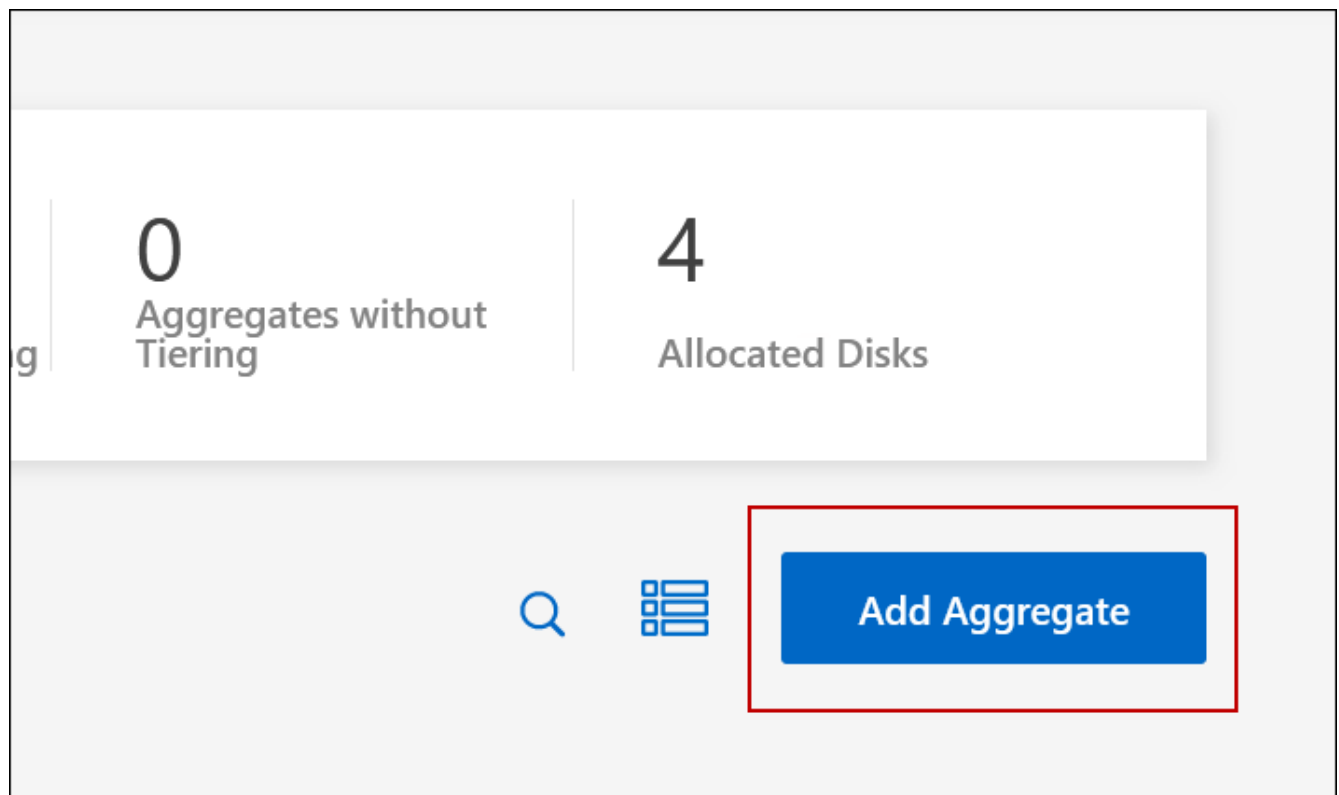 0
Aggregates without
Tiering
4
Allocated Disks
Add Aggregate